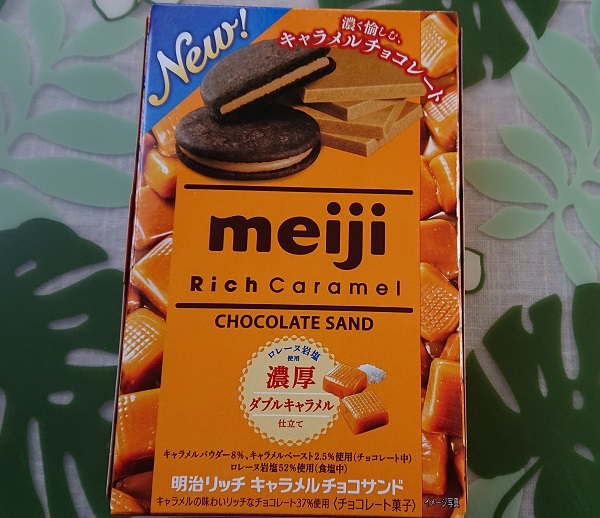 New!
濃く愉しむ、
キャラメルチョコレート
meiji
Rich Caramel
CHOCOLATE SAND
ロレーヌ岩塩
使用
濃厚
ダブルキャラメル
仕立て
キャラメルパウダー8%、キャラメルペースト2.5%使用(チョコレート中)
ロレーヌ岩塩52%使用(食塩中)
明治リッチ キャラメルチョコサンド
キャラメルの味わいリッチなチョコレート37%使用 〈チョコレート菓子〉
イメージ写真